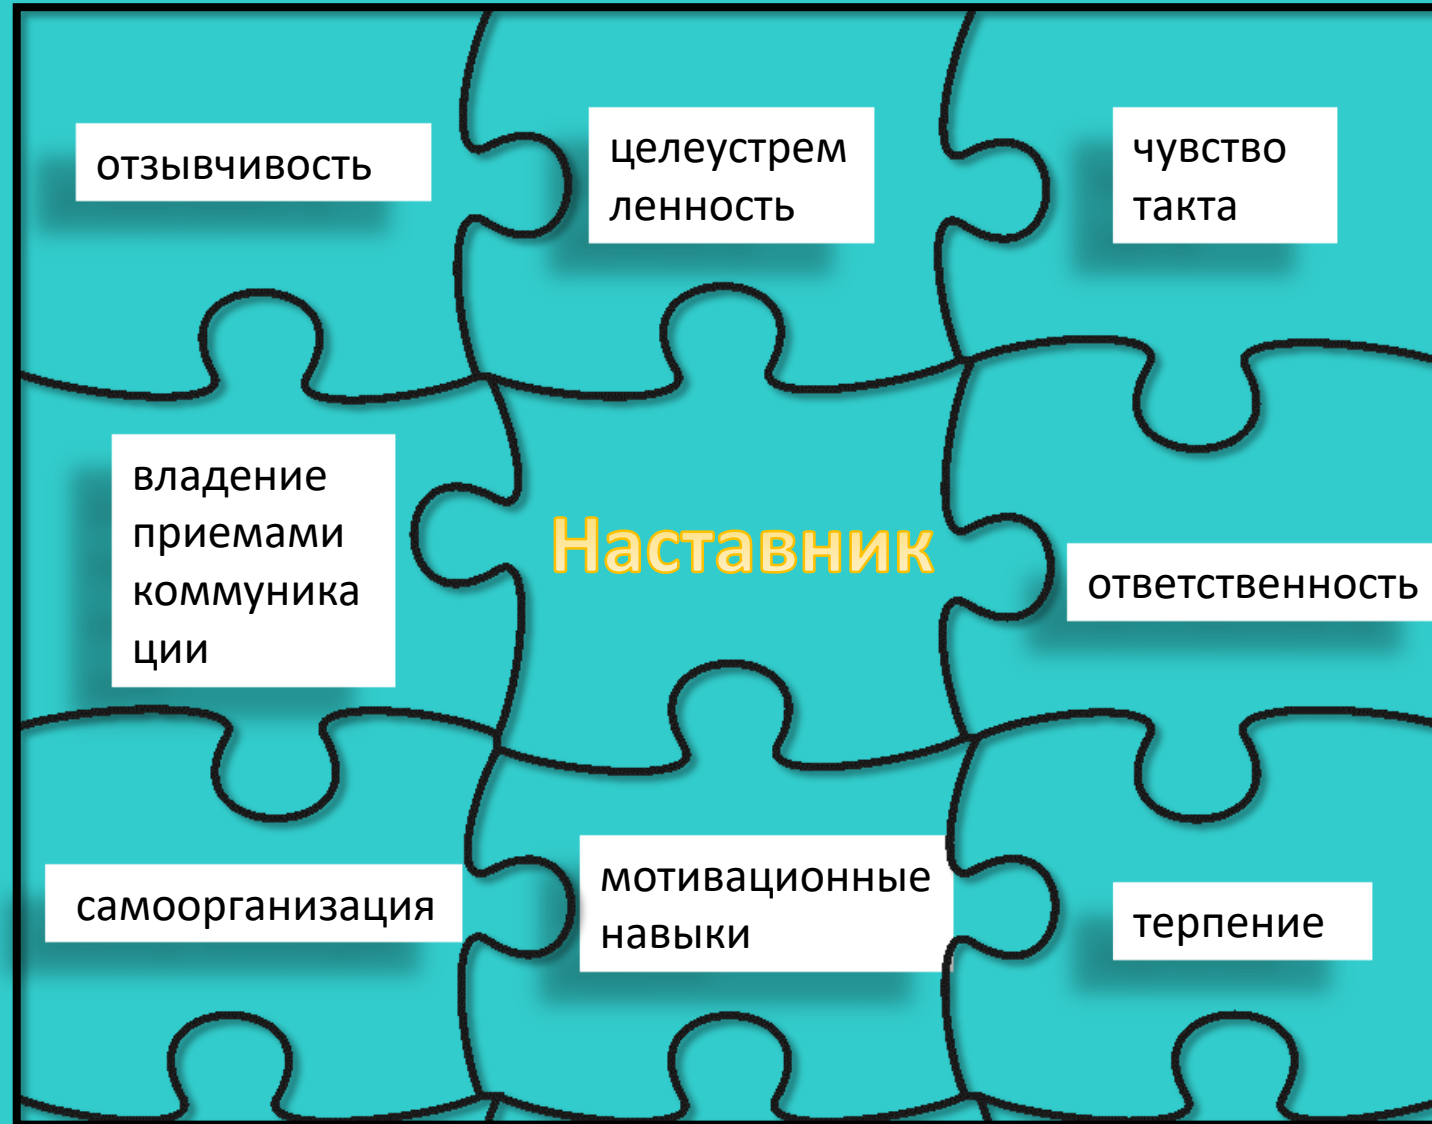 отзывчивость
целеустрем
ленность
чувство
такта
владение
приемами
коммуника
ции
Наставник
ответственность
самоорганизация
мотивационные
навыки
терпение